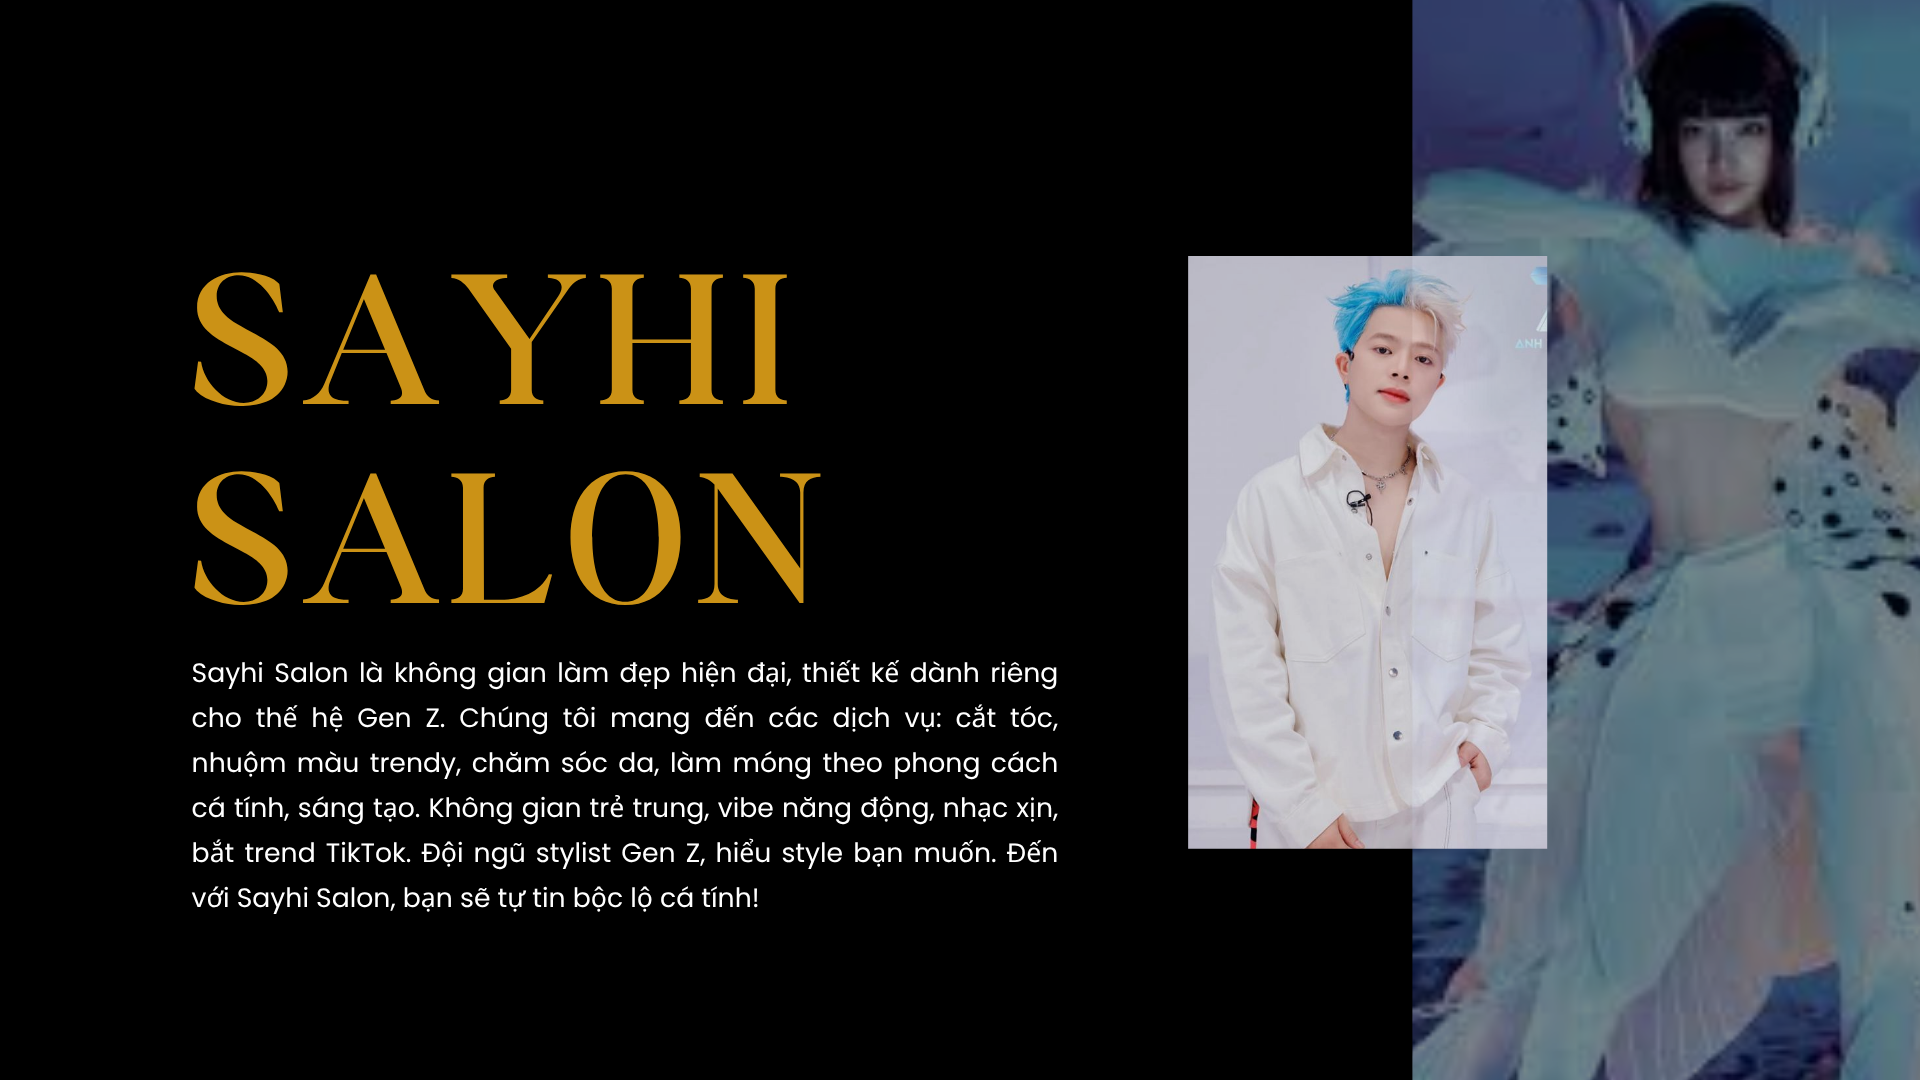 SAYHI
SALON
Sayhi Salon là không gian làm đẹp hiện đại, thiết kế dành riêng
cho thế hệ Gen Z. Chúng tôi mang đến các dịch vụ: cắt tóc,
nhuộm màu trendy, chăm sóc da, làm móng theo phong cách
cá tính, sáng tạo. Không gian trẻ trung, vibe năng động, nhạc xịn,
bắt trend TikTok. Đội ngũ stylist Gen Z, hiểu style bạn muốn. Đến
với Sayhi Salon, bạn sẽ tự tin bộc lộ cá tính!
ANH